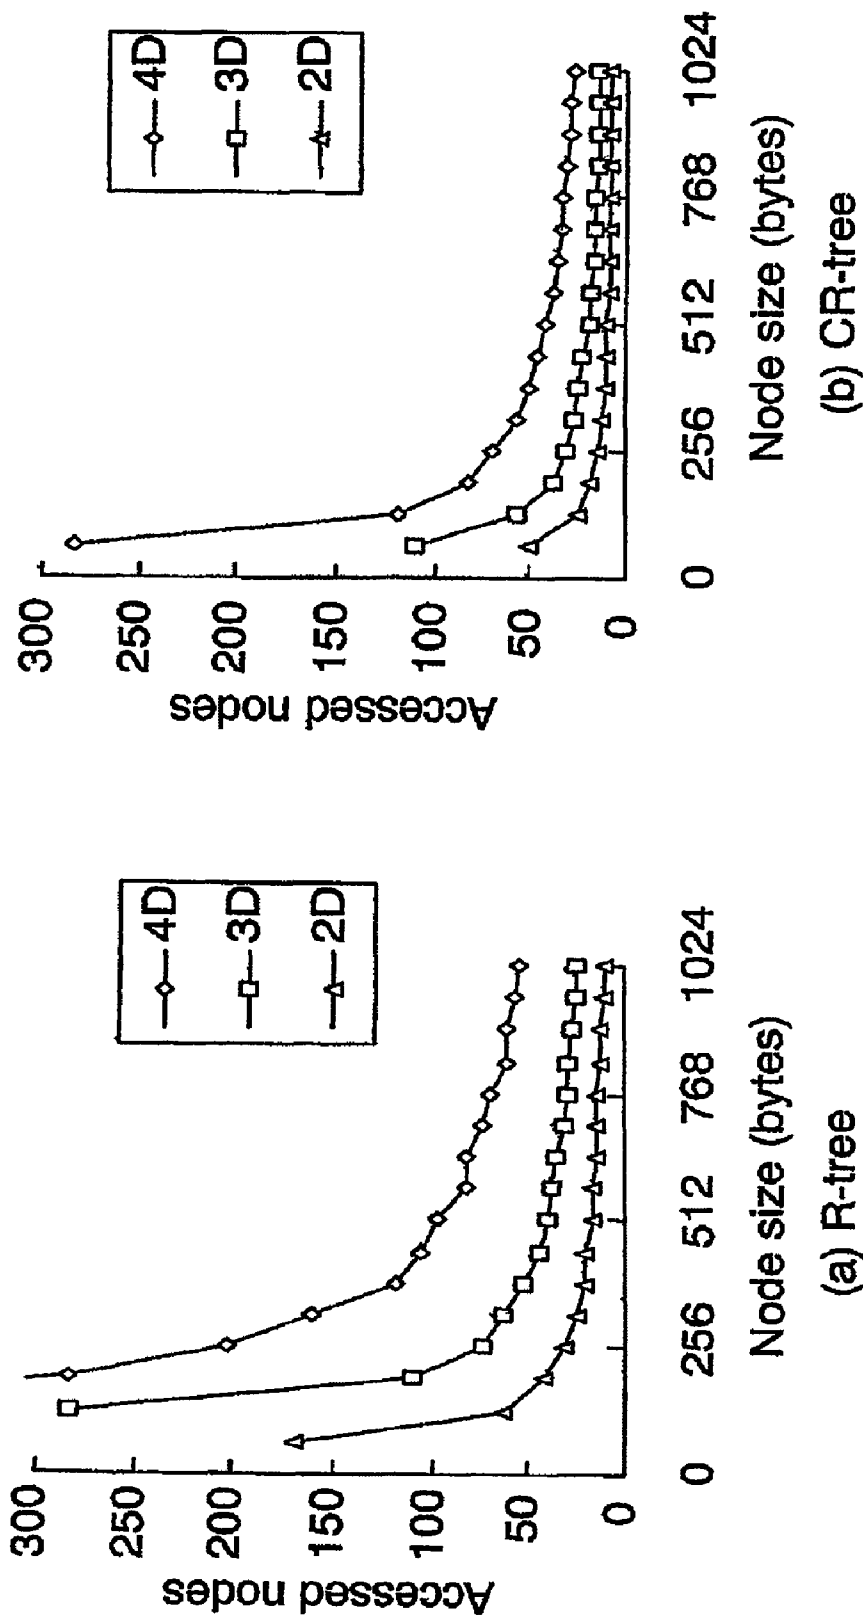 Accessed nodes
300
250
200
150
100
50
0
4D
3D
2D
0 256 512 768 1024
Node size (bytes)
(a) R-tree
Accessed nodes
300
250
200
150
100
50
0
4D
3D
2D
0 256 512 768 1024
Node size (bytes)
(b) CR-tree